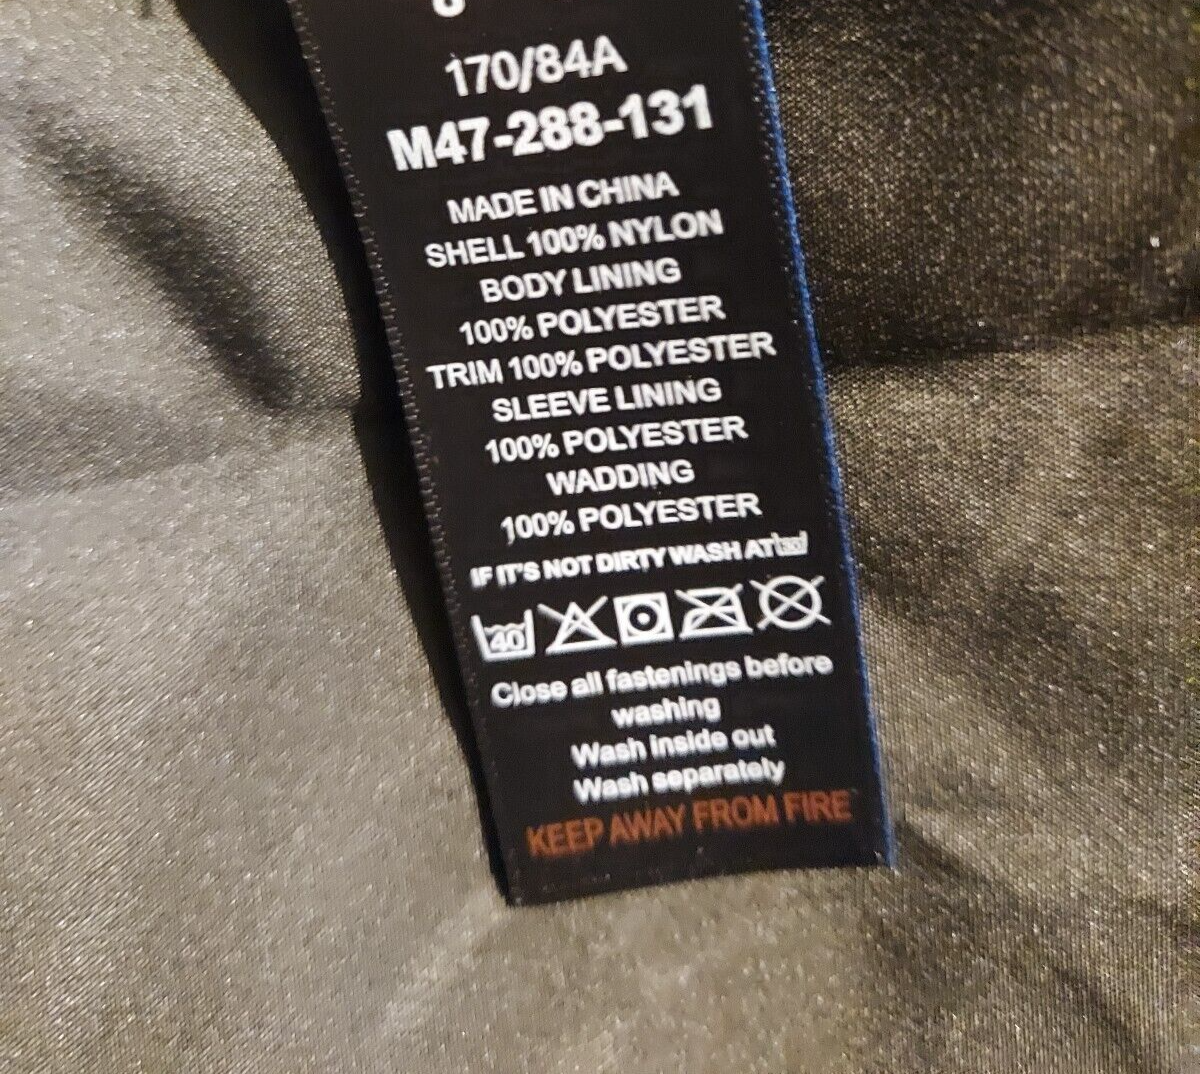 170/84A
M47-288-131
MADE IN CHINA
SHELL 100% NYLON
BODY LINING
100% POLYESTER
TRIM 100% POLYESTER
SLEEVE LINING
100% POLYESTER
WADDING
100% POLYESTER
IF IT'S NOT DIRTY WASH AT 30
40
Close all fastenings before
washing
Wash inside out
Wash separately
KEEP AWAY FROM FIRE